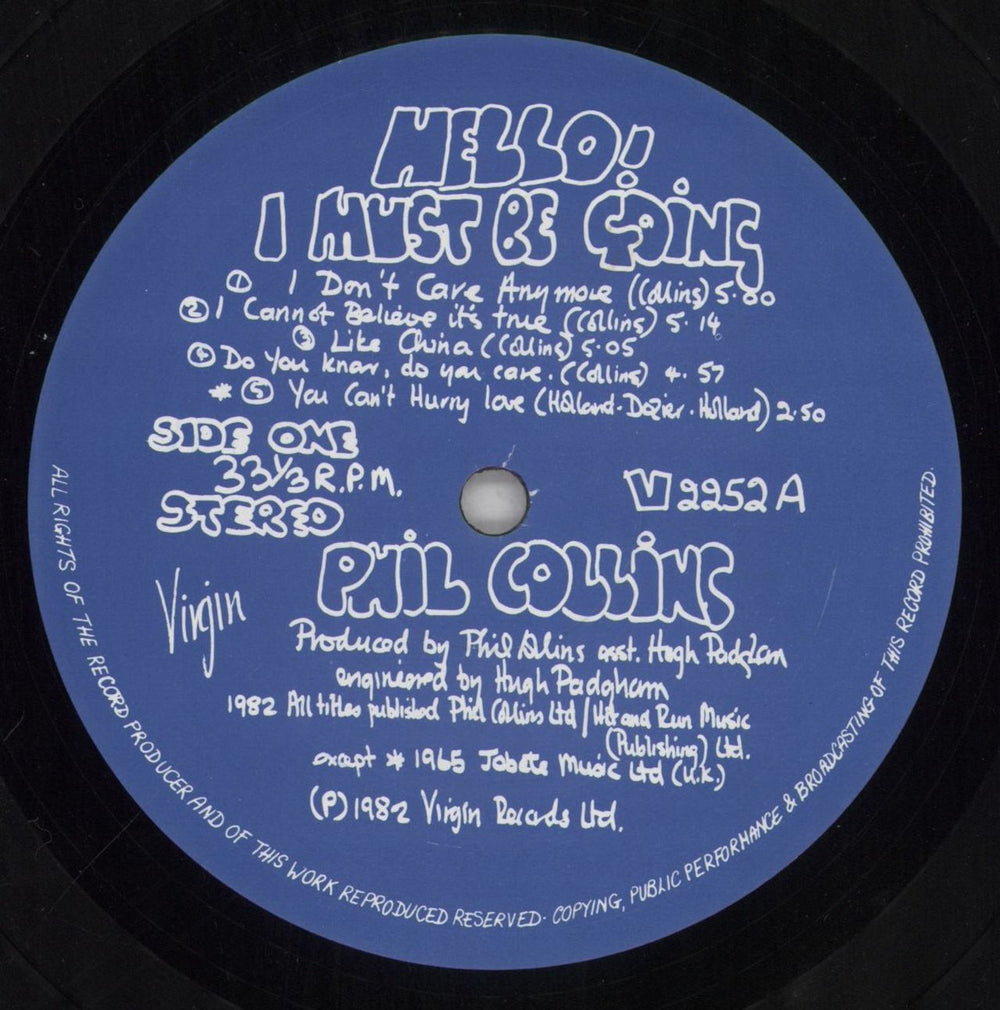 HELLO!
I MUST BE GOING
① I Don't Care Anymore (Collins) 5.00
② I Cannot Believe it's true (Collins) 5.14
③ Like China (Collins) 5.05
④ Do you know, do you care. (Collins) 4.57
* ⑤ You Can't Hurry love (Holland-Dozier-Holland) 2.50
SIDE ONE
33⅓ R.P.M.
STEREO
V 2252 A
PHIL COLLINS
Virgin
Produced by Phil Collins asst. Hugh Padgham
engineered by Hugh Padgham
1982 All titles published Phil Collins Ltd / Hit and Run Music
(Publishing) Ltd.
except * 1965 Jobete Music Ltd (U.K.)
(P) 1982 Virgin Records Ltd.
ALL RIGHTS OF THE RECORD PRODUCER AND OF THIS WORK REPRODUCED RESERVED. COPYING, PUBLIC PERFORMANCE & BROADCASTING OF THIS RECORD PROHIBITED.